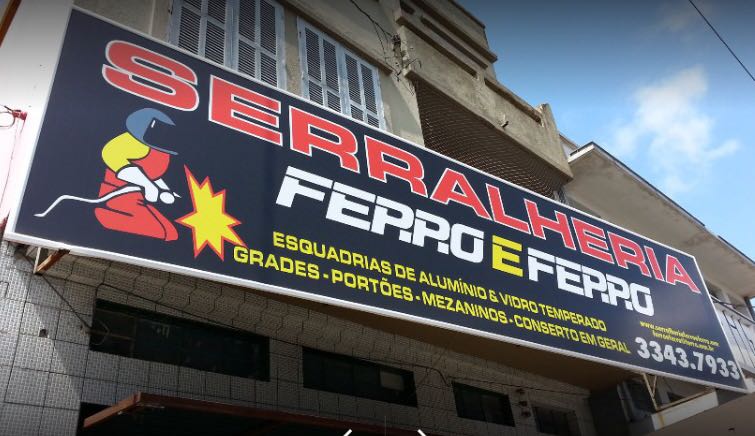 SERRALHERIA
FERRO E FERRO
ESQUADRIAS DE ALUMÍNIO & VIDRO TEMPERADO
GRADES - PORTÕES - MEZANINOS - CONSERTO EM GERAL
3343.7933